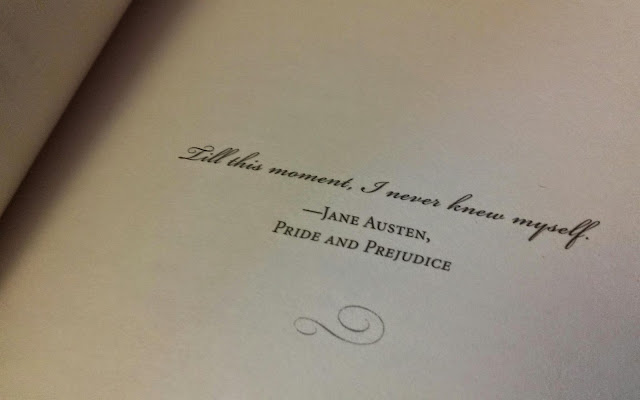 Till this moment, I never knew myself.
—Jane Austen,
Pride and Prejudice